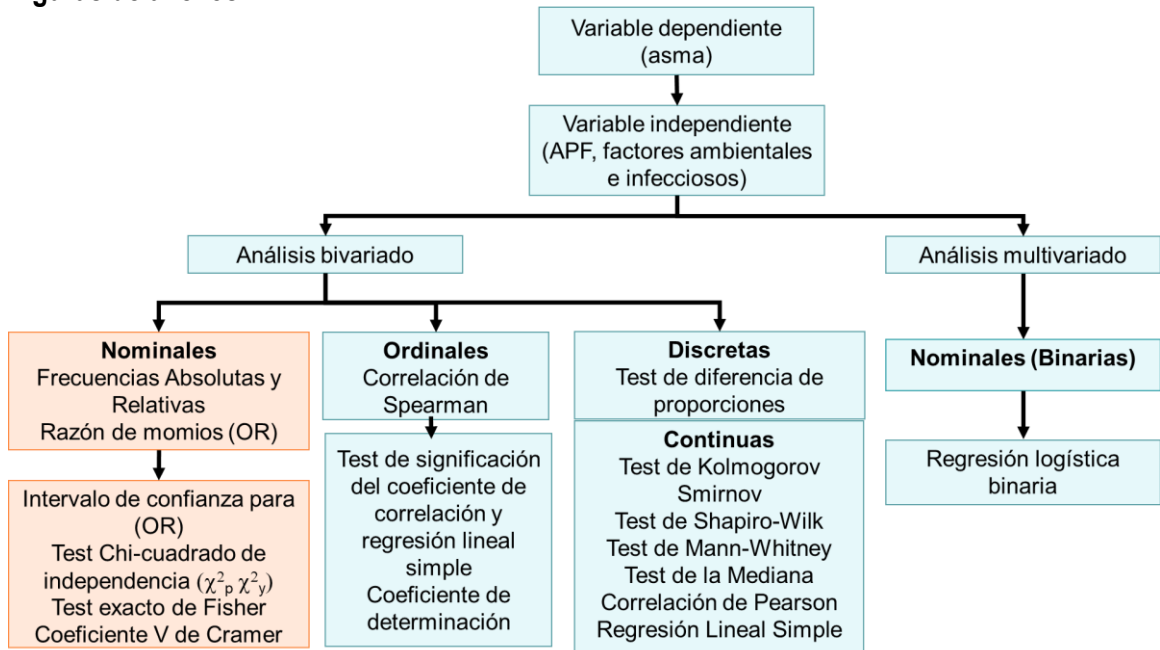 Variable dependiente
(asma)
Variable independiente
(APF, factores ambientales
e infecciosos)
Análisis bivariado
Análisis multivariado
Nominales
Frecuencias Absolutas y
Relativas
Razón de momios (OR)
Intervalo de confianza para
(OR)
Test Chi-cuadrado de
independencia (χ²ₚ χ²ᵧ)
Test exacto de Fisher
Coeficiente V de Cramer
Ordinales
Correlación de
Spearman
Test de significación
del coeficiente de
correlación y
regresión lineal
simple
Coeficiente de
determinación
Discretas
Test de diferencia de
proporciones
Continuas
Test de Kolmogorov
Smirnov
Test de Shapiro-Wilk
Test de Mann-Whitney
Test de la Mediana
Correlación de Pearson
Regresión Lineal Simple
Nominales (Binarias)
Regresión logística
binaria